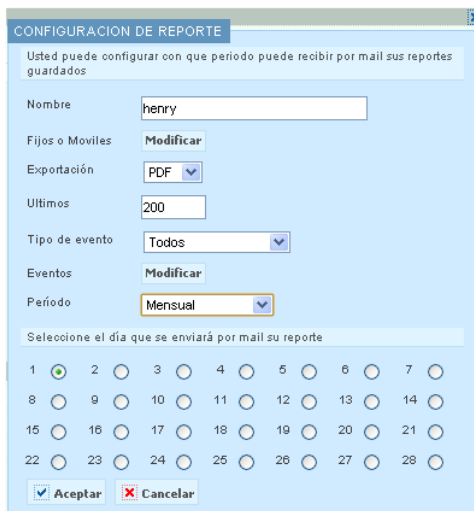 CONFIGURACION DE REPORTE
Usted puede configurar con que periodo puede recibir por mail sus reportes
guardados
Nombre henry
Fijos o Moviles Modificar
Exportación PDF
Ultimos 200
Tipo de evento Todos
Eventos Modificar
Período Mensual
Seleccione el día que se enviará por mail su reporte
1 2 3 4 5 6 7
8 9 10 11 12 13 14
15 16 17 18 19 20 21
22 23 24 25 26 27 28
Aceptar Cancelar